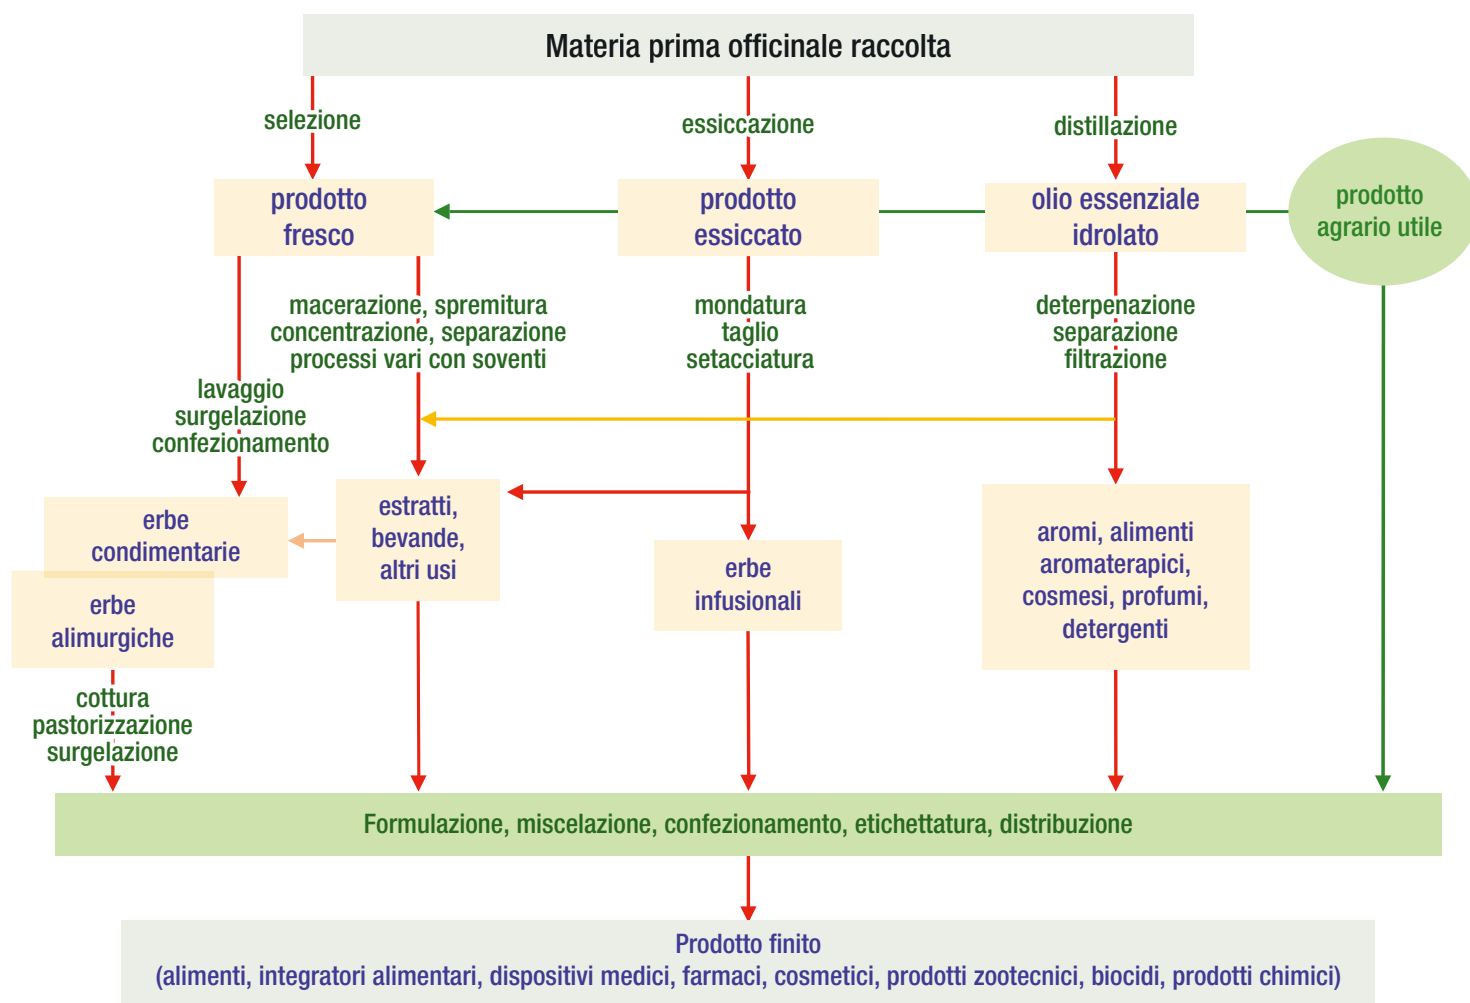 Materia prima officinale raccolta
selezione
essiccazione
distillazione
prodotto
fresco
prodotto
essiccato
olio essenziale
idrolato
prodotto
agrario utile
macerazione, spremitura
concentrazione, separazione
processi vari con soventi
mondatura
taglio
setacciatura
deterpenazione
separazione
filtrazione
lavaggio
surgelazione
confezionamento
erbe
condimentarie
estratti,
bevande,
altri usi
erbe
infusionali
aromi, alimenti
aromaterapici,
cosmesi, profumi,
detergenti
erbe
alimurgiche
cottura
pastorizzazione
surgelazione
Formulazione, miscelazione, confezionamento, etichettatura, distribuzione
Prodotto finito
(alimenti, integratori alimentari, dispositivi medici, farmaci, cosmetici, prodotti zootecnici, biocidi, prodotti chimici)